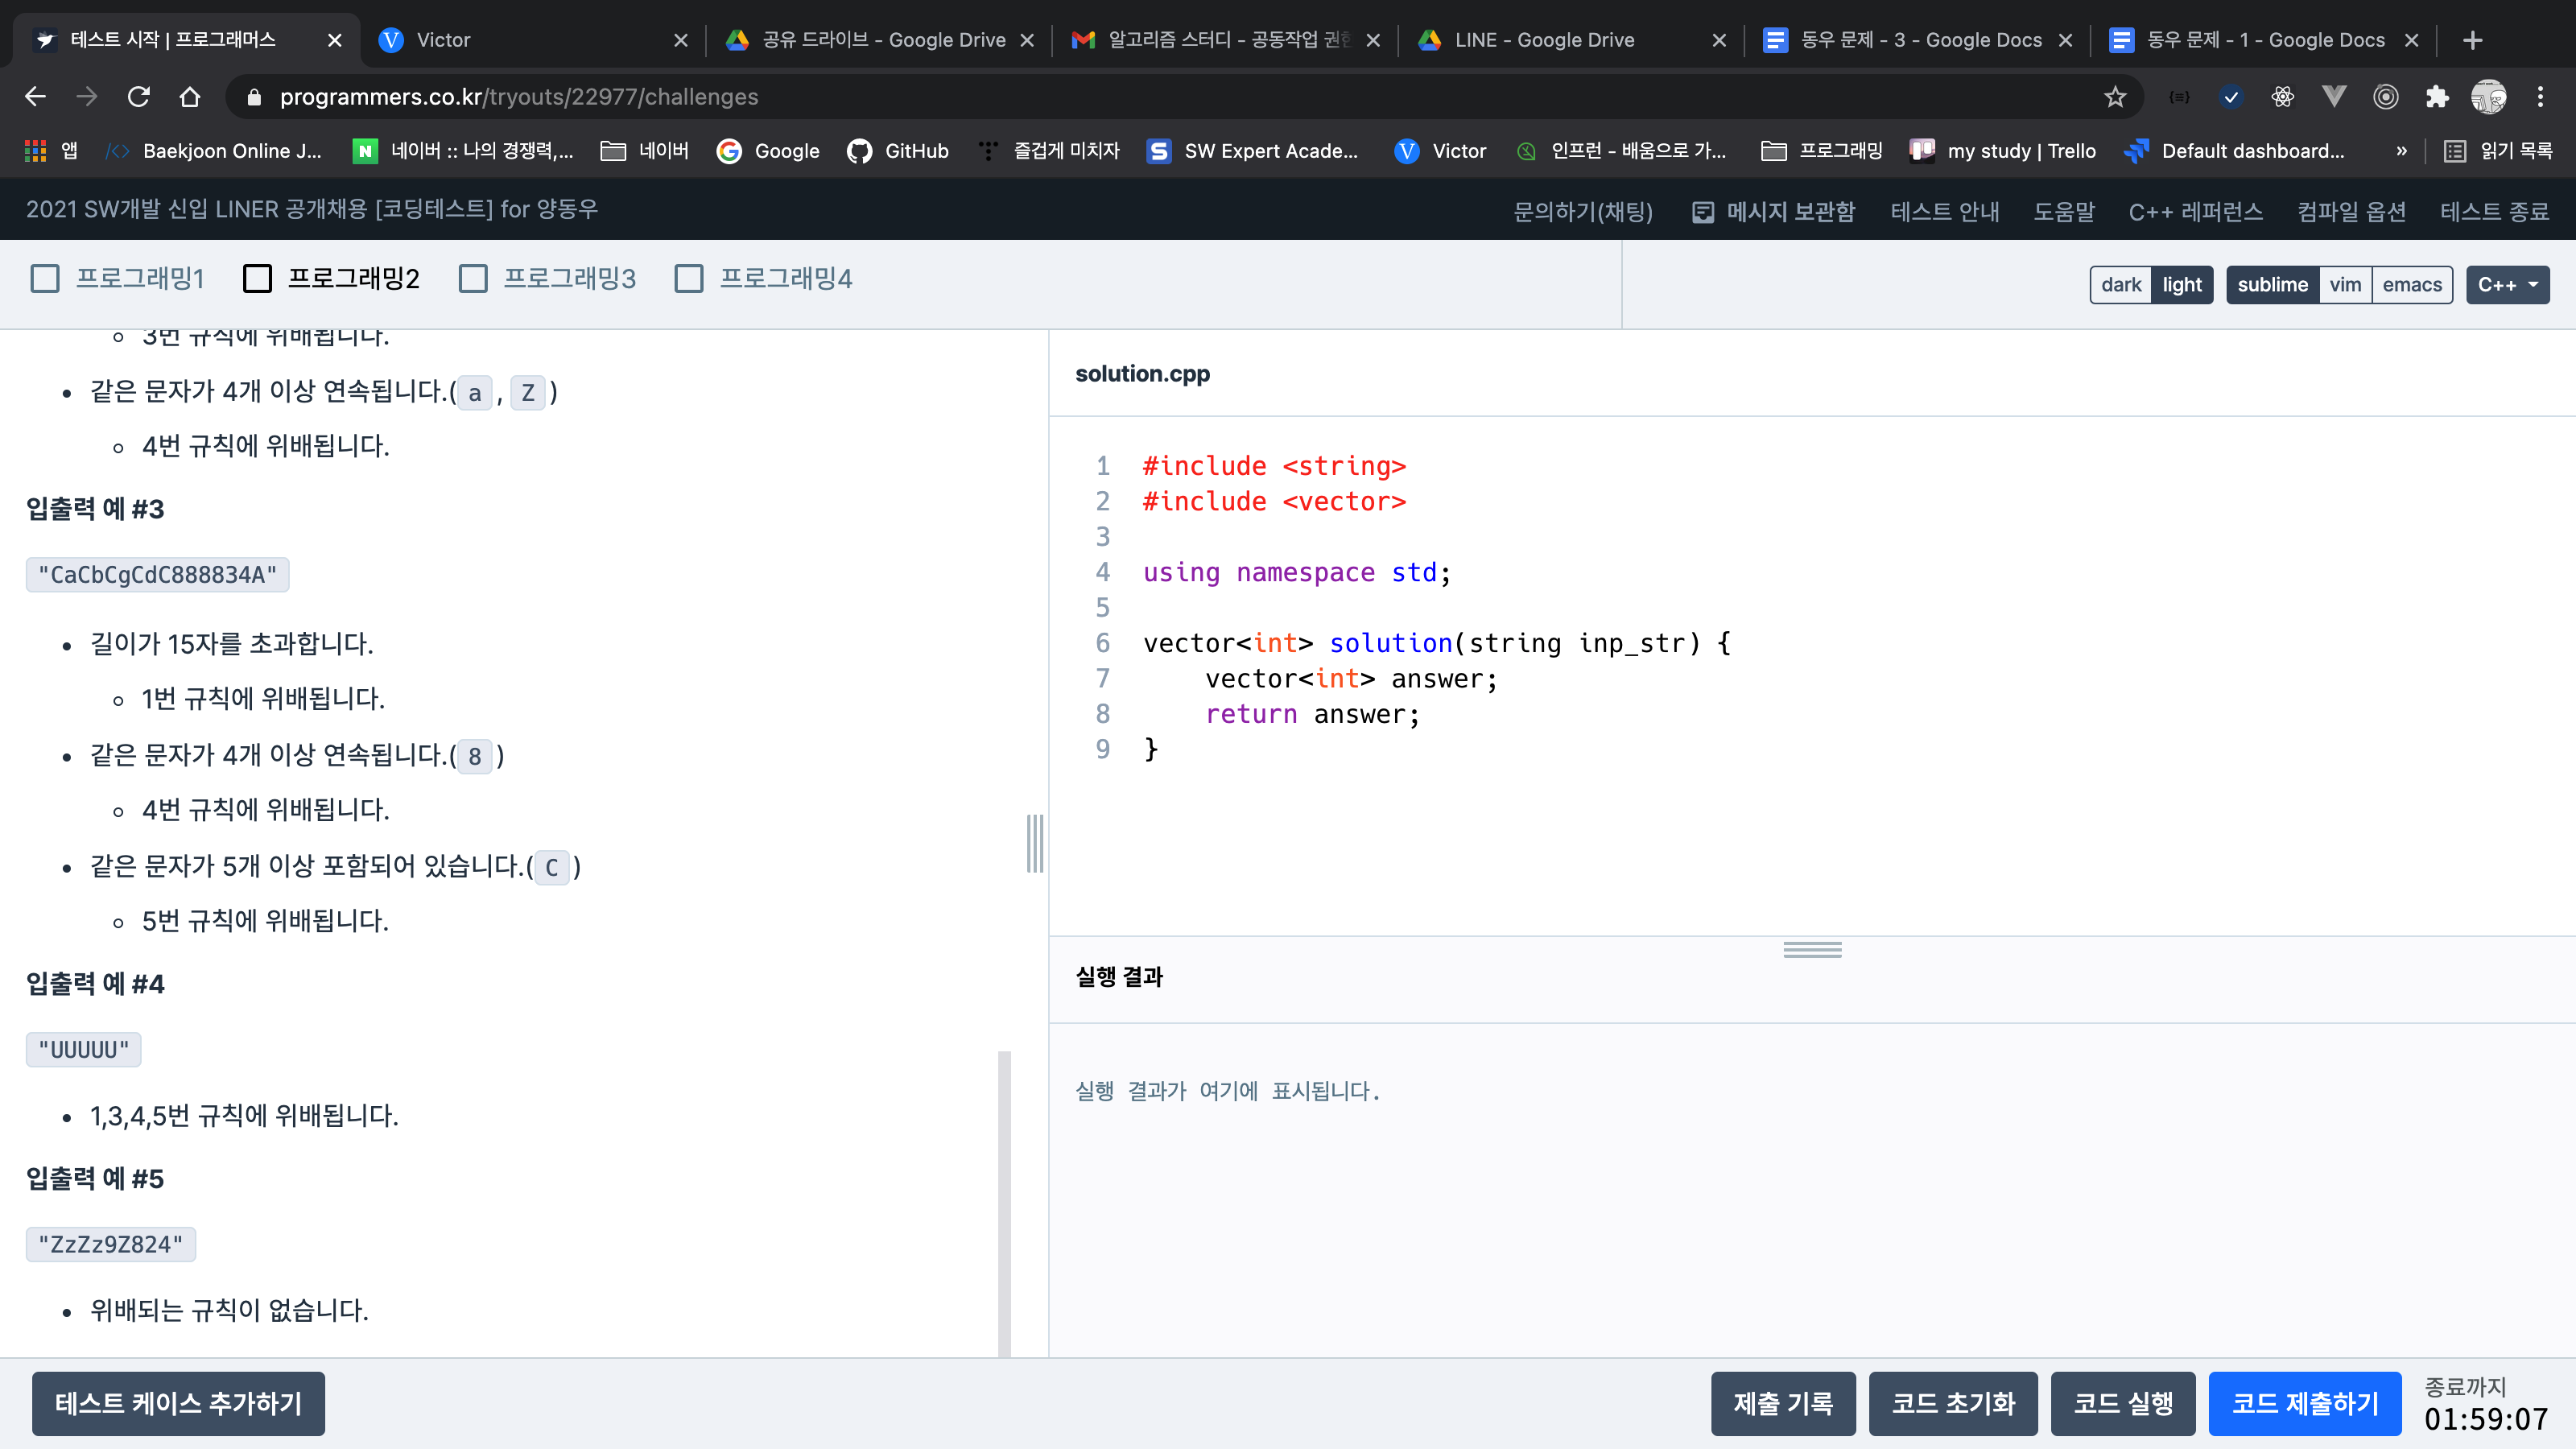 테스트 시작 | 프로그래머스
Victor
공유 드라이브 - Google Drive
알고리즘 스터디 - 공동작업
LINE - Google Drive
동우 문제 - 3 - Google Docs
동우 문제 - 1 - Google Docs
programmers.co.kr/tryouts/22977/challenges
앱
Baekjoon Online J...
네이버 :: 나의 경쟁력,...
네이버
Google
GitHub
즐겁게 미치자
SW Expert Acade...
Victor
인프런 - 배움으로 가...
프로그래밍
my study | Trello
Default dashboard...
»
읽기 목록
2021 SW개발 신입 LINER 공개채용 [코딩테스트] for 양동우
문의하기(채팅)
메시지 보관함
테스트 안내
도움말
C++ 레퍼런스
컴파일 옵션
테스트 종료
프로그래밍1
프로그래밍2
프로그래밍3
프로그래밍4
dark light
sublime vim emacs
C++
3번 규칙에 위배됩니다.
같은 문자가 4개 이상 연속됩니다.( a , Z )
4번 규칙에 위배됩니다.
입출력 예 #3
"CaCbCgCdC888834A"
길이가 15자를 초과합니다.
1번 규칙에 위배됩니다.
같은 문자가 4개 이상 연속됩니다.( 8 )
4번 규칙에 위배됩니다.
같은 문자가 5개 이상 포함되어 있습니다.( C )
5번 규칙에 위배됩니다.
입출력 예 #4
"UUUUU"
1,3,4,5번 규칙에 위배됩니다.
입출력 예 #5
"ZzZz9Z824"
위배되는 규칙이 없습니다.
solution.cpp
1 #include <string>
2 #include <vector>
3
4 using namespace std;
5
6 vector<int> solution(string inp_str) {
7     vector<int> answer;
8     return answer;
9 }
실행 결과
실행 결과가 여기에 표시됩니다.
테스트 케이스 추가하기
제출 기록
코드 초기화
코드 실행
코드 제출하기
종료까지
01:59:07